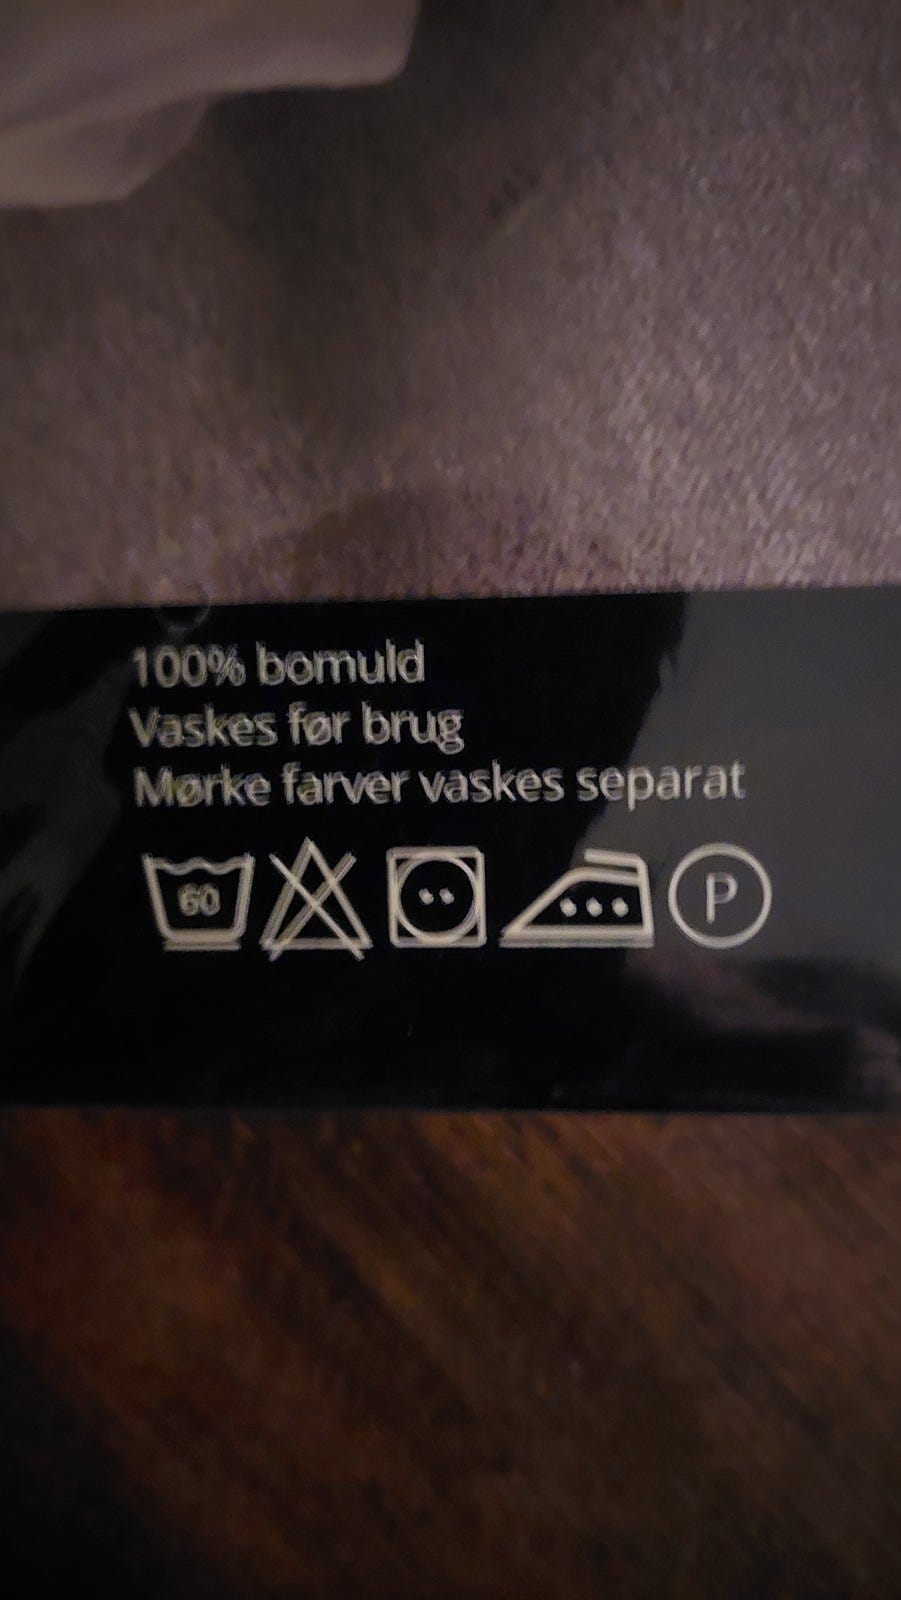 100% bomuld
Vaskes før brug
Mørke farver vaskes separat
60 P